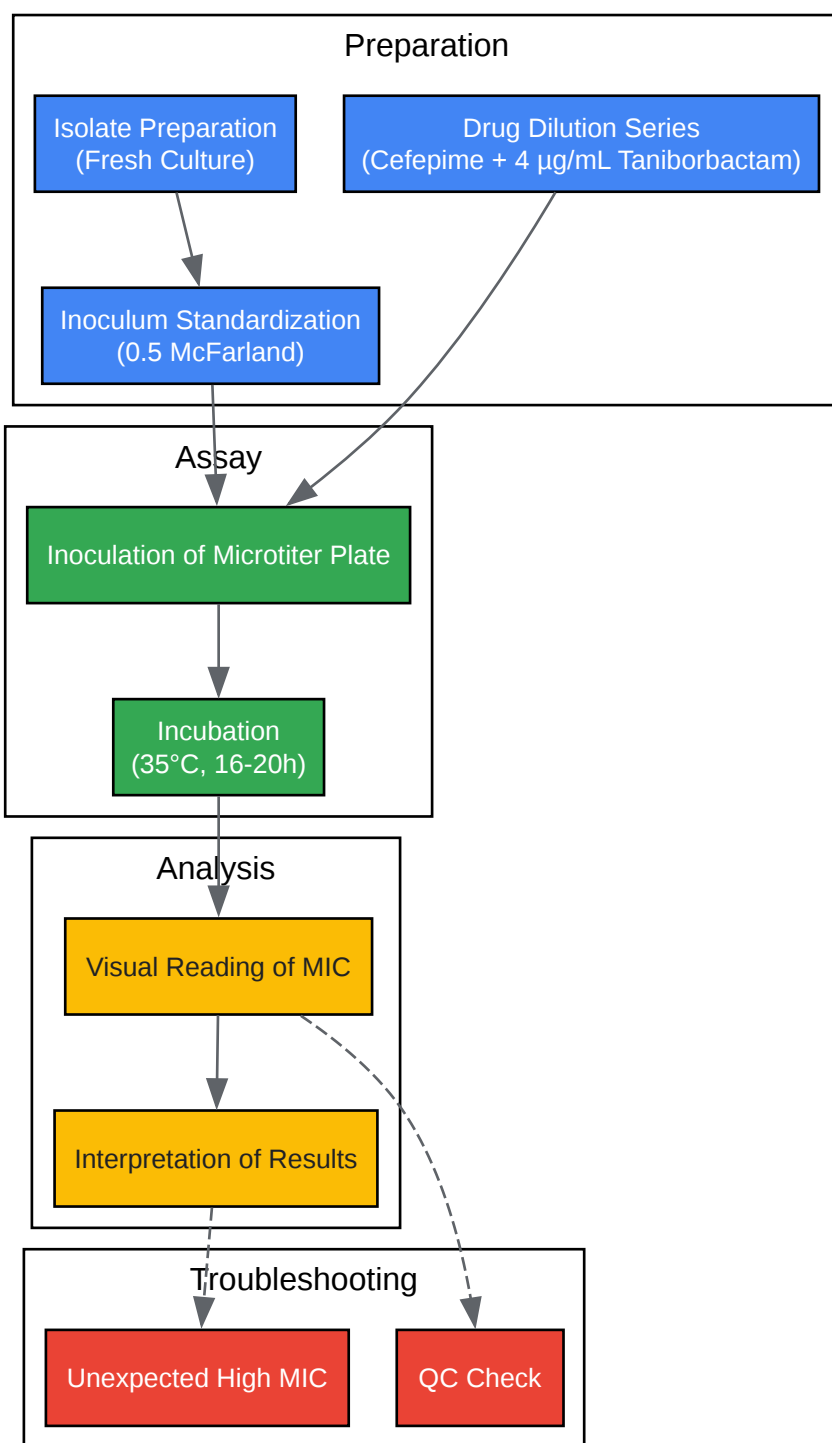 Preparation
Isolate Preparation
(Fresh Culture)
Drug Dilution Series
(Cefepime + 4 µg/mL Taniborbactam)
Inoculum Standardization
(0.5 McFarland)
Assay
Inoculation of Microtiter Plate
Incubation
(35°C, 16-20h)
Analysis
Visual Reading of MIC
Interpretation of Results
Troubleshooting
Unexpected High MIC
QC Check